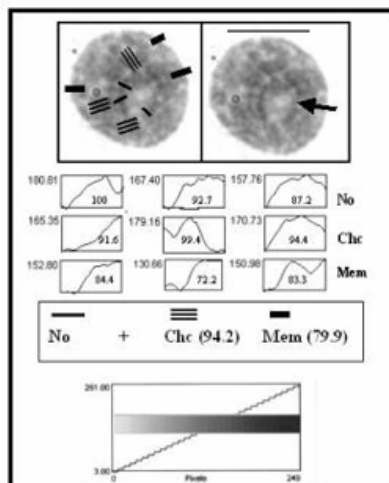 180.81 100 167.40 92.7 157.76 87.2 No
165.35 91.6 179.16 99.4 170.73 94.4 Chc
152.80 84.4 130.66 72.2 150.98 83.3 Mem
No + Chc (94.2) Mem (79.9)
261.00
3.00
0 Pixels 249